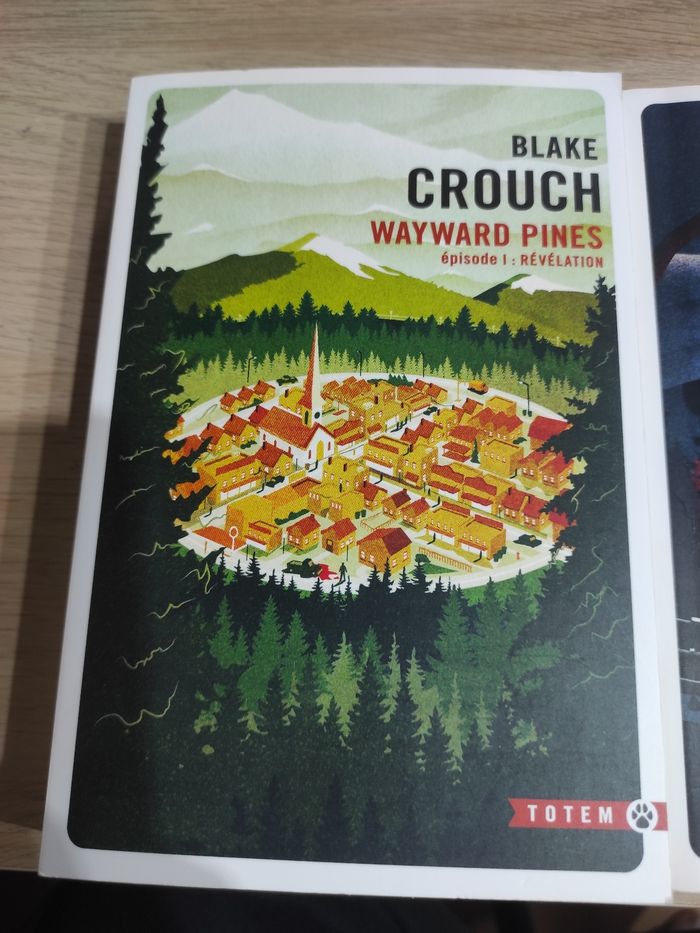 BLAKE
CROUCH
WAYWARD PINES
épisode I : RÉVÉLATION
TOTEM